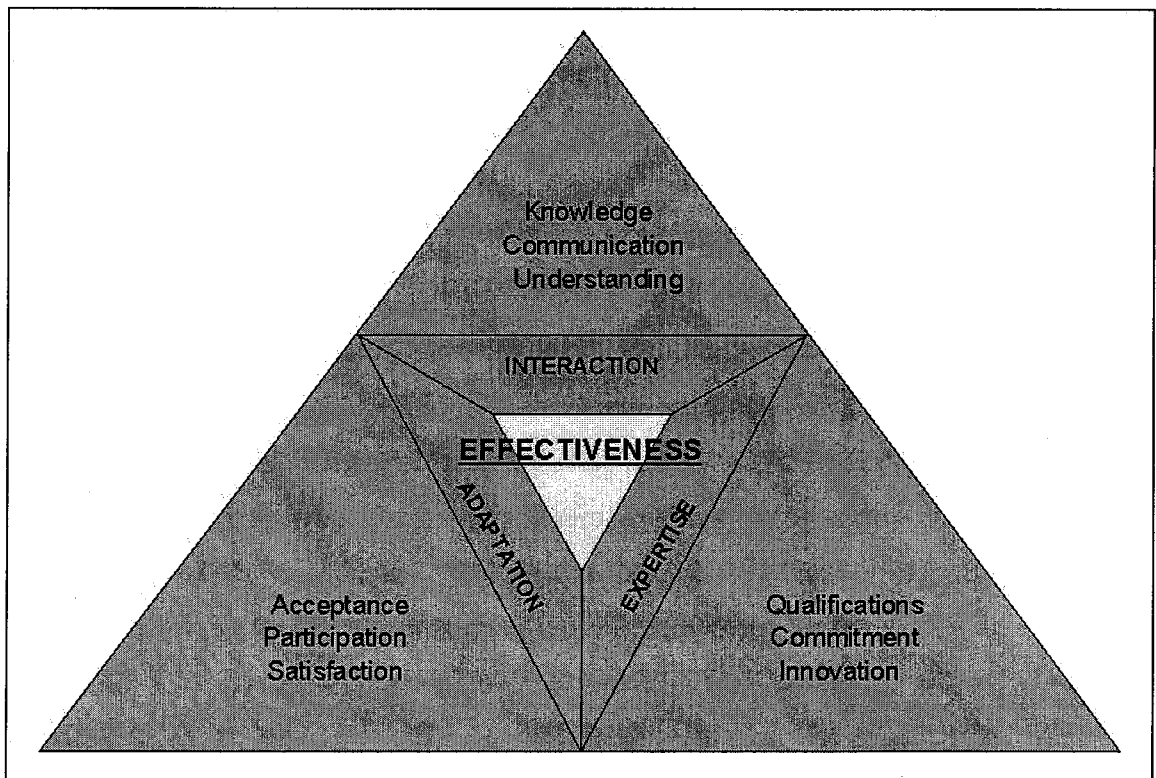 Knowledge
Communication
Understanding
INTERACTION
EFFECTIVENESS
ADAPTATION
EXPERTISE
Acceptance
Participation
Satisfaction
Qualifications
Commitment
Innovation